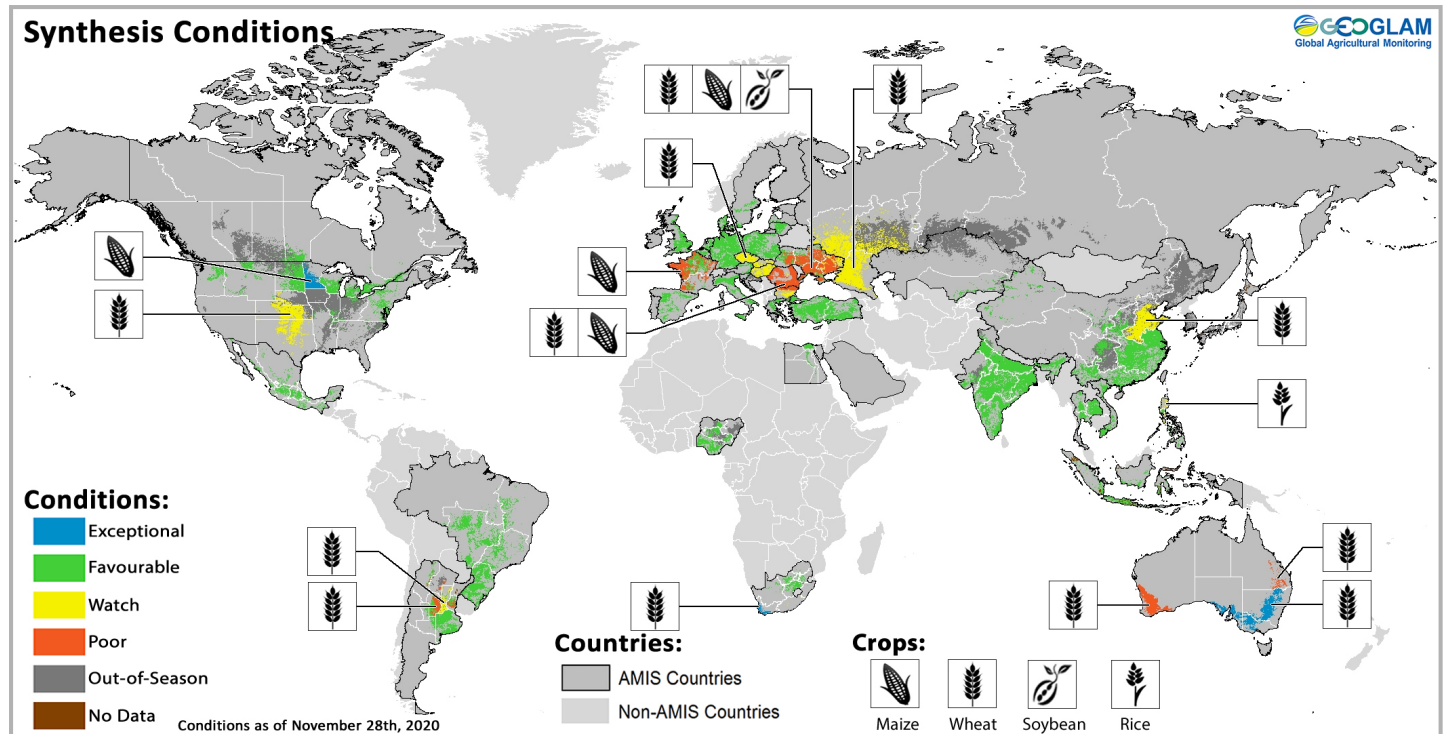 Synthesis Conditions
GEOGLAM
Global Agricultural Monitoring
Conditions:
Exceptional
Favourable
Watch
Poor
Out-of-Season
No Data
Conditions as of November 28th, 2020
Countries:
AMIS Countries
Non-AMIS Countries
Crops:
Maize
Wheat
Soybean
Rice